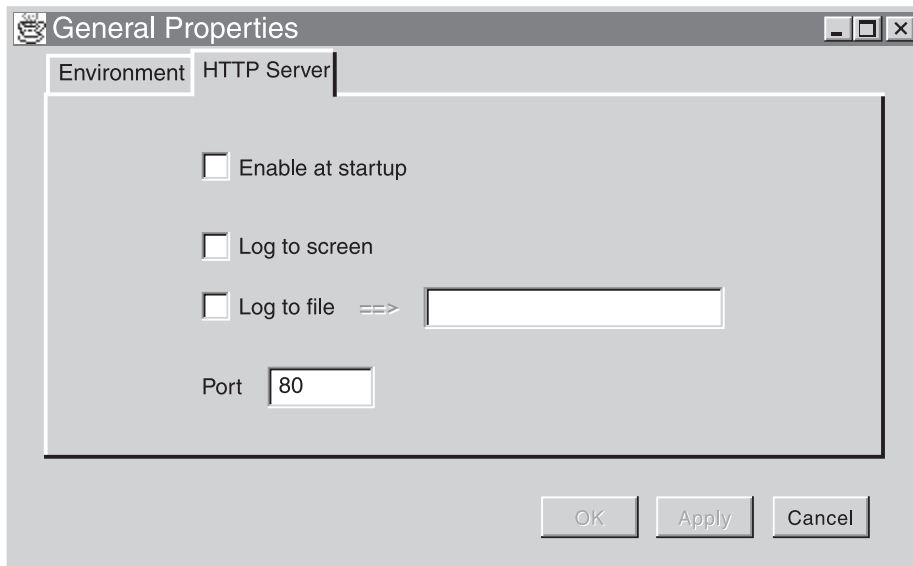 General Properties
Environment HTTP Server
Enable at startup
Log to screen
Log to file ==>
Port 80
OK Apply Cancel